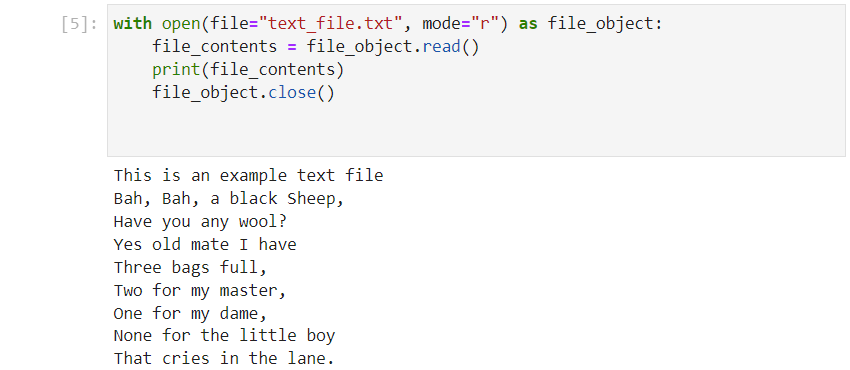 [5]: with open(file="text_file.txt", mode="r") as file_object:
    file_contents = file_object.read()
    print(file_contents)
    file_object.close()
This is an example text file
Bah, Bah, a black Sheep,
Have you any wool?
Yes old mate I have
Three bags full,
Two for my master,
One for my dame,
None for the little boy
That cries in the lane.